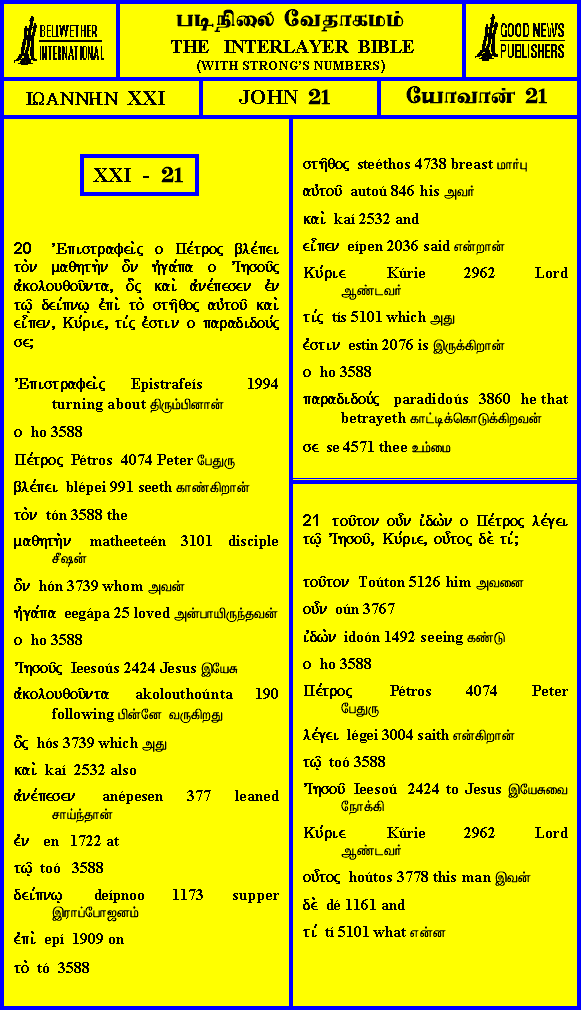 BELLWETHER
INTERNATIONAL
படிநிலை வேதாகமம்
THE INTERLAYER BIBLE
(WITH STRONG'S NUMBERS)
GOOD NEWS
PUBLISHERS
ΙΩΑΝΝΗΝ XXI
JOHN 21
யோவான் 21
XXI - 21
20 Ἐπιστραφεὶς ο Πέτρος βλέπει
τὸν μαθητὴν ὃν ἠγάπα ο Ἰησοῦς
ἀκολουθοῦντα, ὃς καὶ ἀνέπεσεν ἐν
τῷ δείπνῳ ἐπὶ τὸ στῆθος αὐτοῦ καὶ
εἶπεν, Κύριε, τίς ἐστιν ο παραδιδούς
σε;
Ἐπιστραφεὶς Epistrafeís 1994
turning about திரும்பினான்
ο ho 3588
Πέτρος Pétros 4074 Peter பேதுரு
βλέπει blépei 991 seeth காண்கிறான்
τὸν tón 3588 the
μαθητὴν matheeteén 3101 disciple
சீஷன்
ὃν hón 3739 whom அவன்
ἠγάπα eegápa 25 loved அன்பாயிருந்தவன்
ο ho 3588
Ἰησοῦς Ieesoús 2424 Jesus இயேசு
ἀκολουθοῦντα akolouthoúnta 190
following பின்னே வருகிறது
ὃς hós 3739 which அது
καὶ kaí 2532 also
ἀνέπεσεν anépesen 377 leaned
சாய்ந்தான்
ἐν en 1722 at
τῷ toó 3588
δείπνῳ deípnoo 1173 supper
இராப்போஜனம்
ἐπὶ epí 1909 on
τὸ tó 3588
στῆθος steéthos 4738 breast மார்பு
αὐτοῦ autoú 846 his அவர்
καὶ kaí 2532 and
εἶπεν eípen 2036 said என்றான்
Κύριε Kúrie 2962 Lord
ஆண்டவர்
τίς tís 5101 which அது
ἐστιν estin 2076 is இருக்கிறான்
ο ho 3588
παραδιδούς paradidoús 3860 he that
betrayeth காட்டிக்கொடுக்கிறவன்
σε se 4571 thee உம்மை
21 τοῦτον οὖν ἰδὼν ο Πέτρος λέγει
τῷ Ἰησοῦ, Κύριε, οὗτος δὲ τί;
τοῦτον Toúton 5126 him அவனை
οὖν oún 3767
ἰδὼν idoón 1492 seeing கண்டு
ο ho 3588
Πέτρος Pétros 4074 Peter
பேதுரு
λέγει légei 3004 saith என்கிறான்
τῷ toó 3588
Ἰησοῦ Ieesoú 2424 to Jesus இயேசுவை
நோக்கி
Κύριε Kúrie 2962 Lord
ஆண்டவர்
οὗτος hoútos 3778 this man இவன்
δὲ dé 1161 and
τί tí 5101 what என்ன